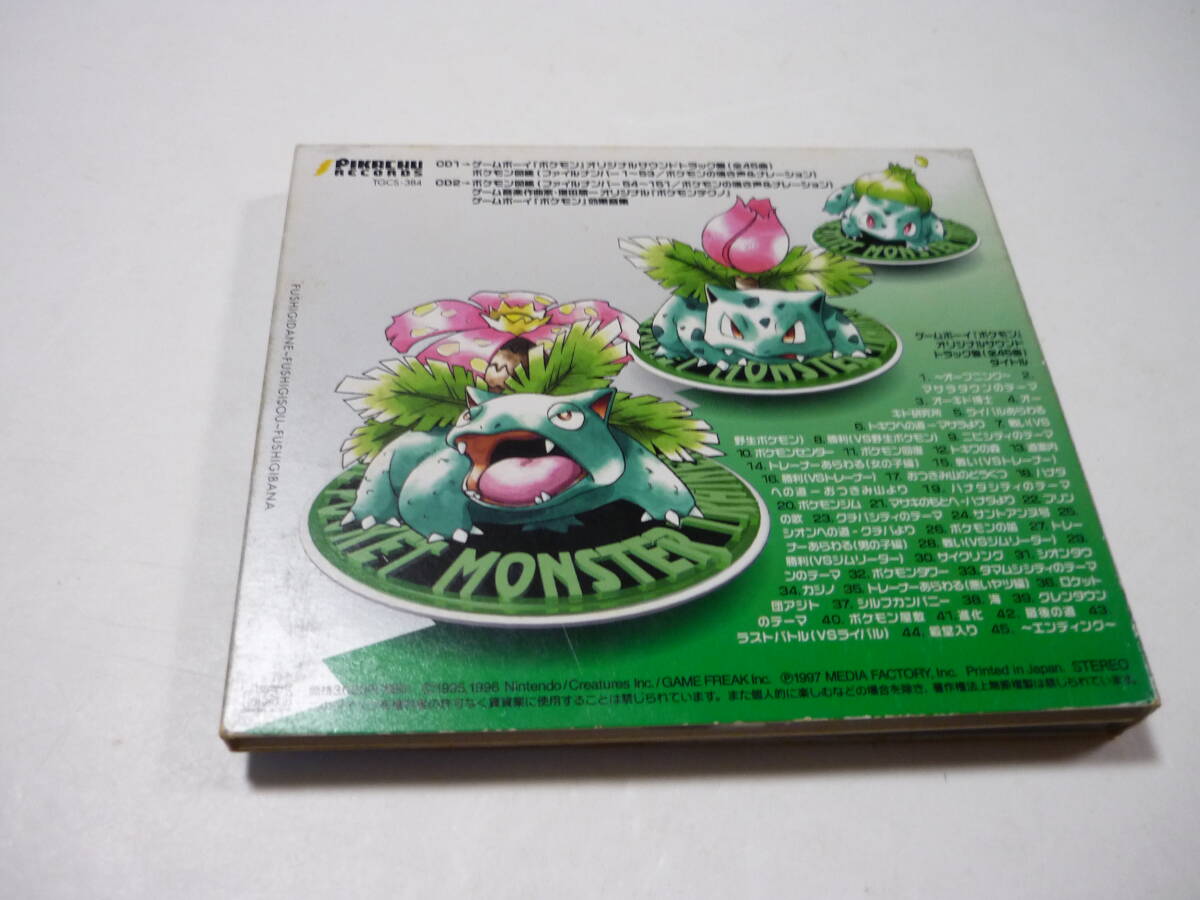 PIKACHU
RECORDS
TGCS-384
CD1→ゲームボーイ「ポケモン」オリジナルサウンドトラック集(全45曲)
ポケモン図鑑(ファイルナンバー1〜53/ポケモンの鳴き声&ナレーション)
CD2→ポケモン図鑑(ファイルナンバー54〜151/ポケモンの鳴き声&ナレーション)
ゲーム音楽作曲家・増田順一オリジナル「ポケモンテクノ」
ゲームボーイ「ポケモン」効果音集
FUSHIGIDANE~FUSHIGISOU~FUSHIGIBANA
MONSTER
MONSTER
POCKET MONSTER
ゲームボーイ「ポケモン」
オリジナルサウンド
トラック集(全45曲)
タイトル
1. 〜オープニング〜 2.
マサラタウンのテーマ
3. オーキド博士 4. オー
キド研究所 5. ライバルあらわる
6. トキワへの道−マサラより 7. 戦い(VS
野生ポケモン) 8. 勝利(VS野生ポケモン) 9. ニビシティのテーマ
10. ポケモンセンター 11. ポケモン回復 12. トキワの森 13. 道案内
14. トレーナーあらわる(女の子編) 15. 戦い(VSトレーナー)
16. 勝利(VSトレーナー) 17. おつきみ山のどうくつ 18. ハナダ
への道−おつきみ山より 19. ハナダシティのテーマ
20. ポケモンジム 21. マサキのもとへ−ハナダより 22. プリン
の歌 23. クチバシティのテーマ 24. サントアンヌ号 25.
シオンへの道−クチバより 26. ポケモンの笛 27. トレー
ナーあらわる(男の子編) 28. 戦い(VSジムリーダー) 29.
勝利(VSジムリーダー) 30. サイクリング 31. シオンタウ
ンのテーマ 32. ポケモンタワー 33. タマムシシティのテーマ
34. カジノ 35. トレーナーあらわる(悪いヤツ編) 36. ロケット
団アジト 37. シルフカンパニー 38. 海 39. グレンタウン
のテーマ 40. ポケモン屋敷 41. 進化 42. 最後の道 43.
ラストバトル(VSライバル) 44. 殿堂入り 45. 〜エンディング〜
©1995,1996 Nintendo/Creatures Inc./GAME FREAK Inc. ℗1997 MEDIA FACTORY, Inc. Printed in Japan. STEREO
許可なく賃貸業に使用することは禁じられています。また個人的に楽しむなどの場合を除き、著作権法上無断複製は禁じられています。